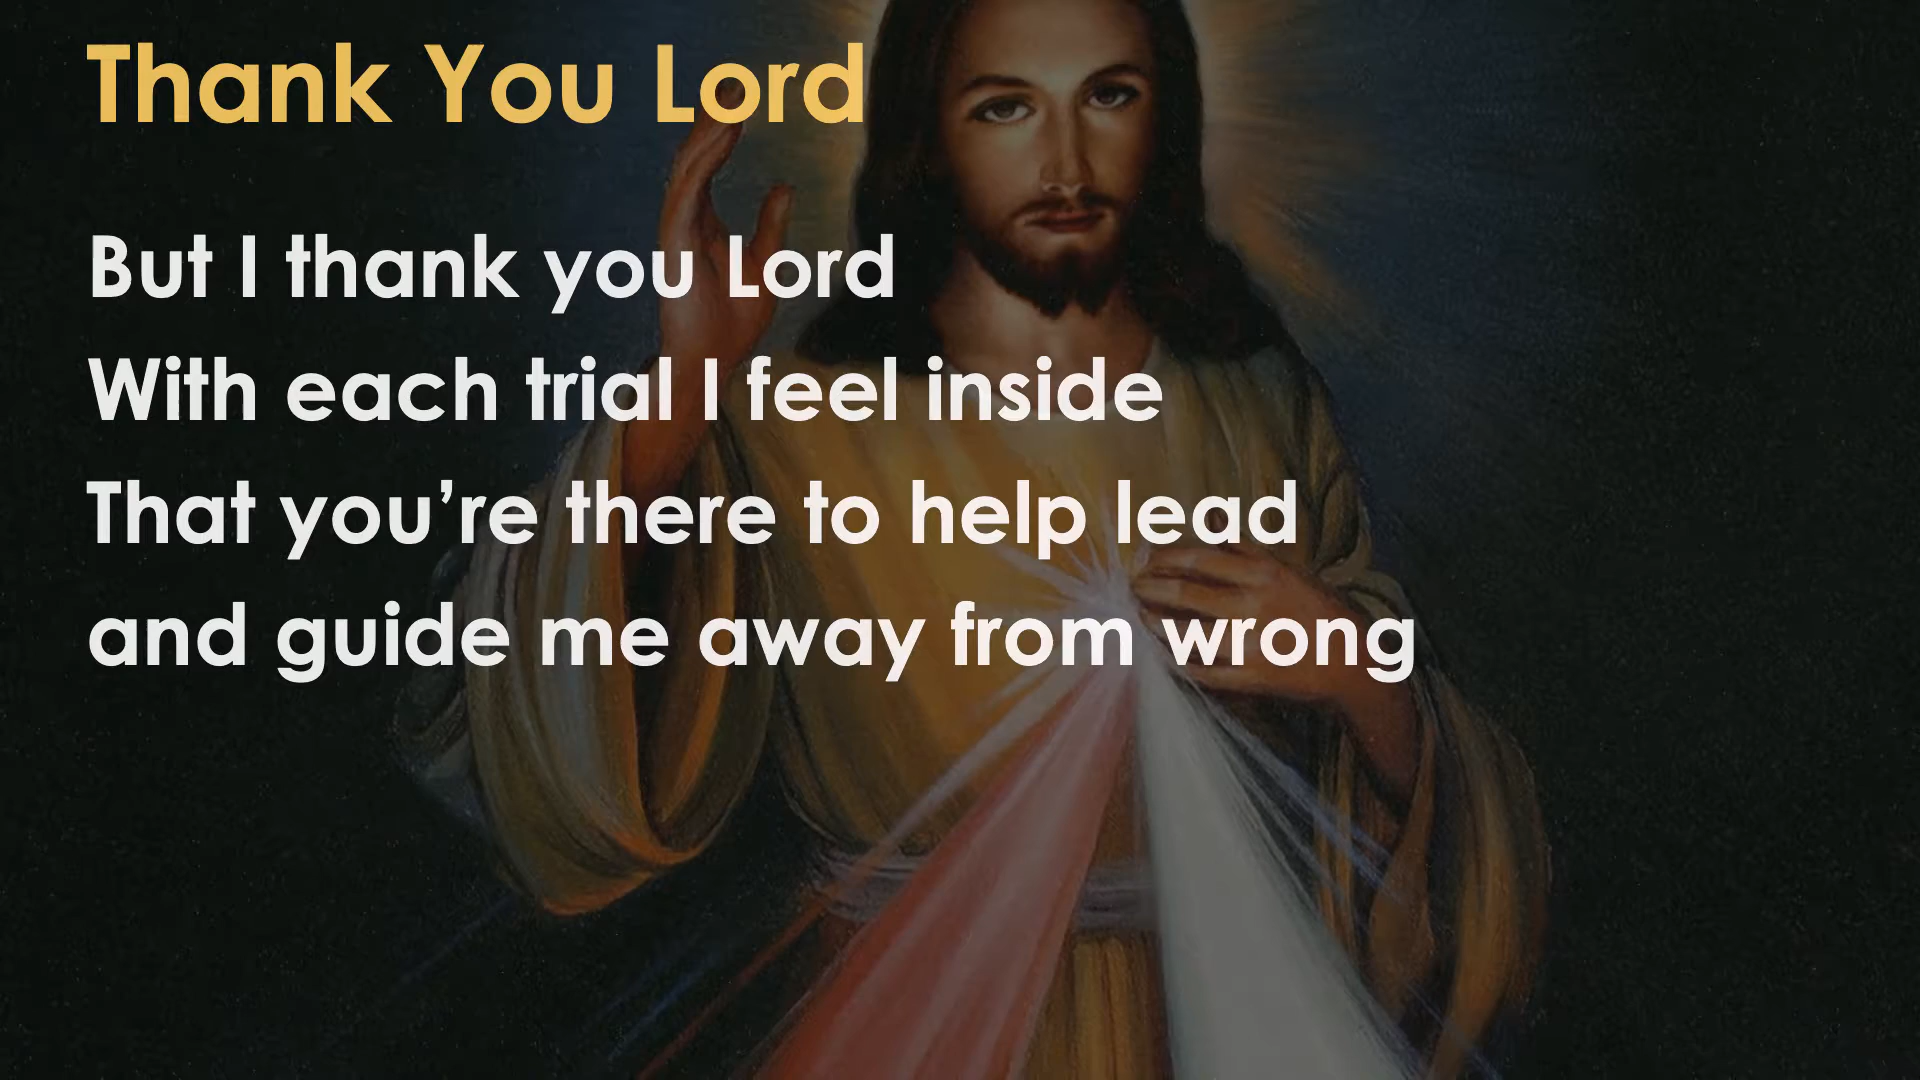 Thank You Lord
But I thank you Lord
With each trial I feel inside
That you’re there to help lead
and guide me away from wrong